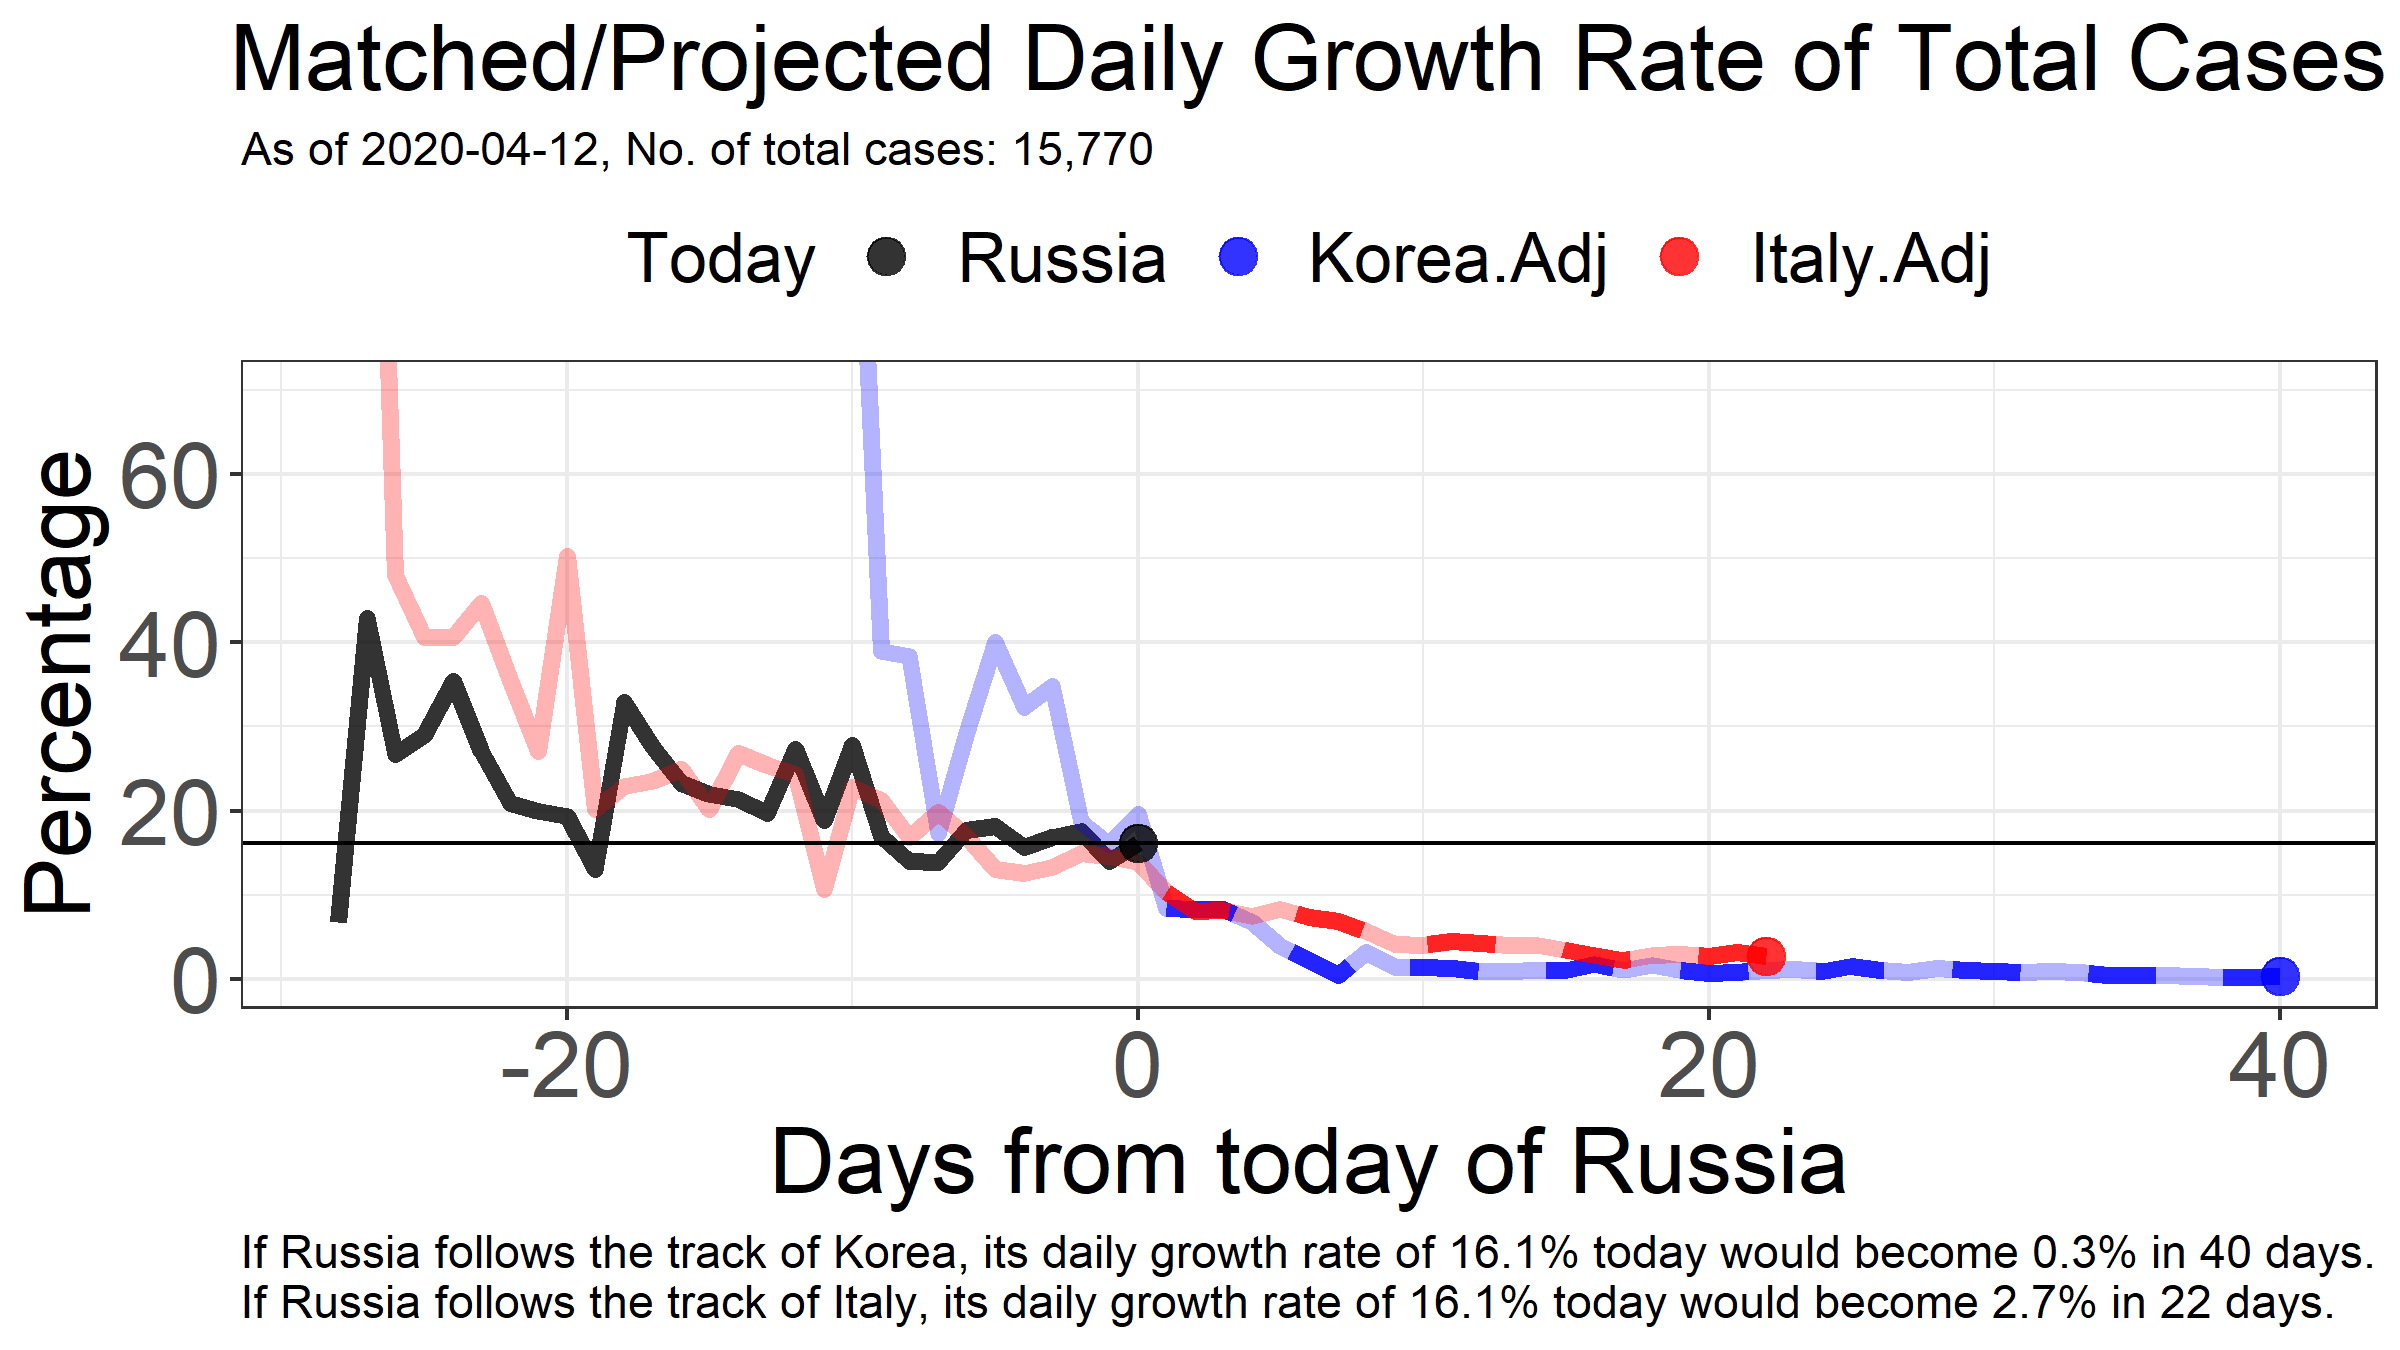 Matched/Projected Daily Growth Rate of Total Cases
As of 2020-04-12, No. of total cases: 15,770
Today Russia Korea.Adj Italy.Adj
Percentage
60
40
20
0
-20 0 20 40
Days from today of Russia
If Russia follows the track of Korea, its daily growth rate of 16.1% today would become 0.3% in 40 days.
If Russia follows the track of Italy, its daily growth rate of 16.1% today would become 2.7% in 22 days.